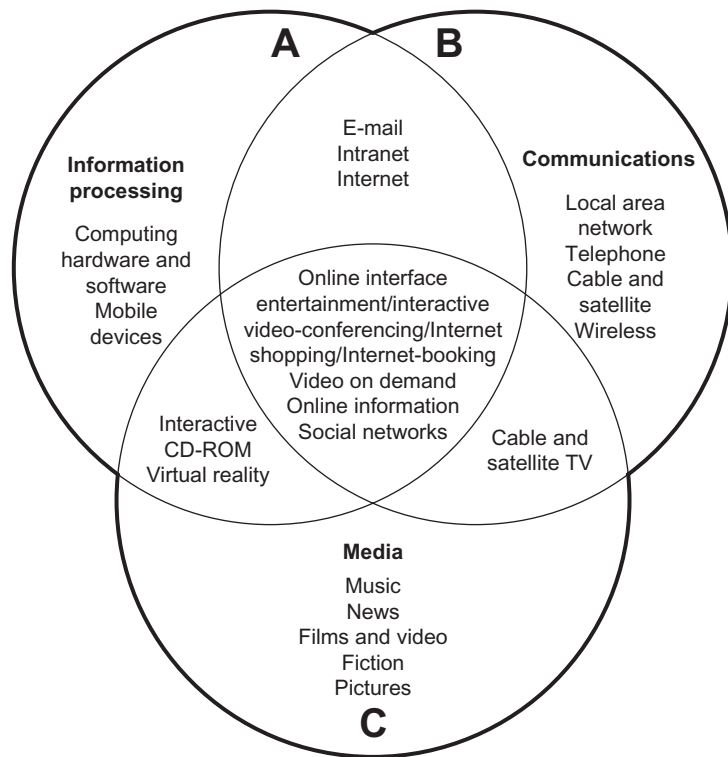 A
B
E-mail
Intranet
Internet
Information
processing
Computing
hardware and
software
Mobile
devices
Communications
Local area
network
Telephone
Cable and
satellite
Wireless
Online interface
entertainment/interactive
video-conferencing/Internet
shopping/Internet-booking
Video on demand
Online information
Social networks
Interactive
CD-ROM
Virtual reality
Cable and
satellite TV
Media
Music
News
Films and video
Fiction
Pictures
C